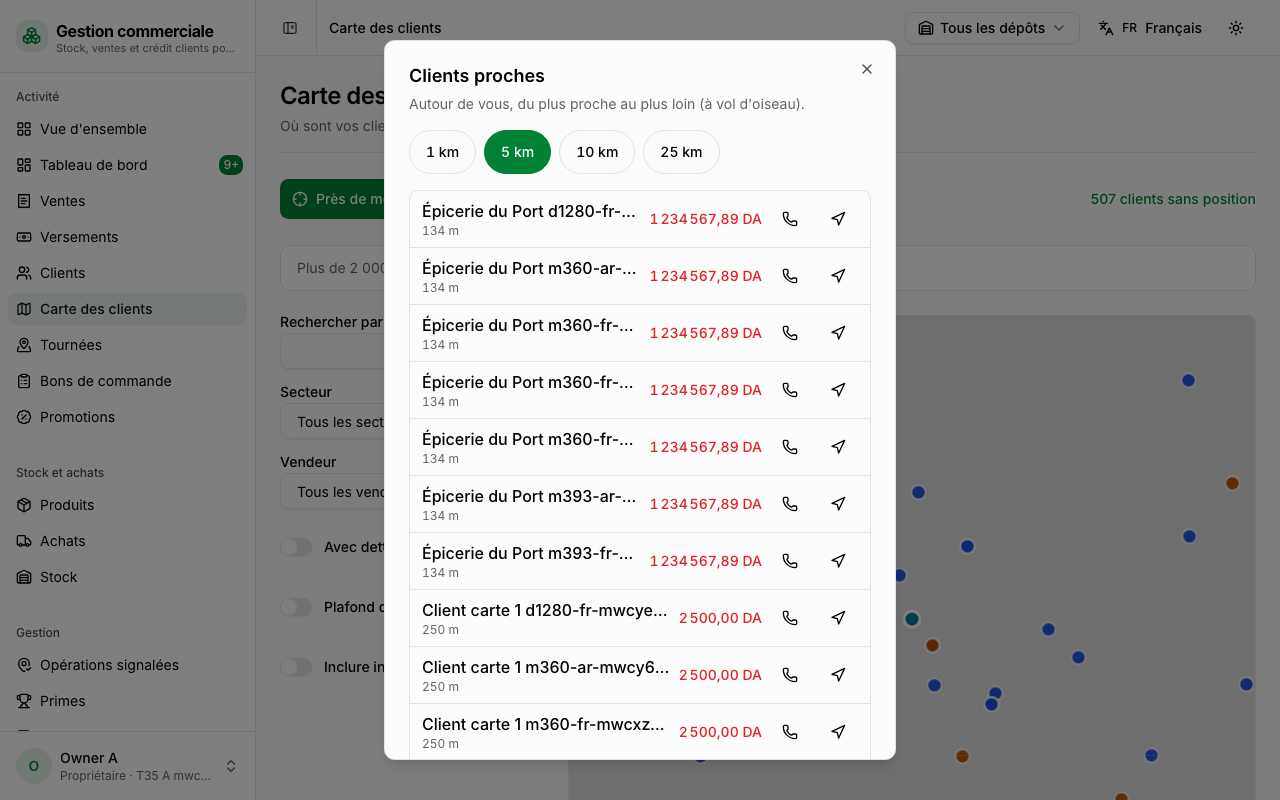 Gestion commerciale
Stock, ventes et crédit clients po...
Carte des clients
Tous les dépôts
FR Français
Activité
Vue d'ensemble
Tableau de bord
9+
Ventes
Versements
Clients
Carte des clients
Tournées
Bons de commande
Promotions
Stock et achats
Produits
Achats
Stock
Gestion
Opérations signalées
Primes
O
Owner A
Propriétaire · T35 A mwc...
Carte des
Où sont vos clie
Près de m
507 clients sans position
Plus de 2 000
Rechercher par
Secteur
Tous les sect
Vendeur
Tous les vend
Avec dett
Plafond d
Inclure in
Clients proches
Autour de vous, du plus proche au plus loin (à vol d'oiseau).
1 km
5 km
10 km
25 km
Épicerie du Port d1280-fr-...
134 m
1 234 567,89 DA
Épicerie du Port m360-ar-...
134 m
1 234 567,89 DA
Épicerie du Port m360-fr-...
134 m
1 234 567,89 DA
Épicerie du Port m360-fr-...
134 m
1 234 567,89 DA
Épicerie du Port m360-fr-...
134 m
1 234 567,89 DA
Épicerie du Port m393-ar-...
134 m
1 234 567,89 DA
Épicerie du Port m393-fr-...
134 m
1 234 567,89 DA
Client carte 1 d1280-fr-mwcye...
250 m
2 500,00 DA
Client carte 1 m360-ar-mwcy6...
250 m
2 500,00 DA
Client carte 1 m360-fr-mwcxz...
250 m
2 500,00 DA